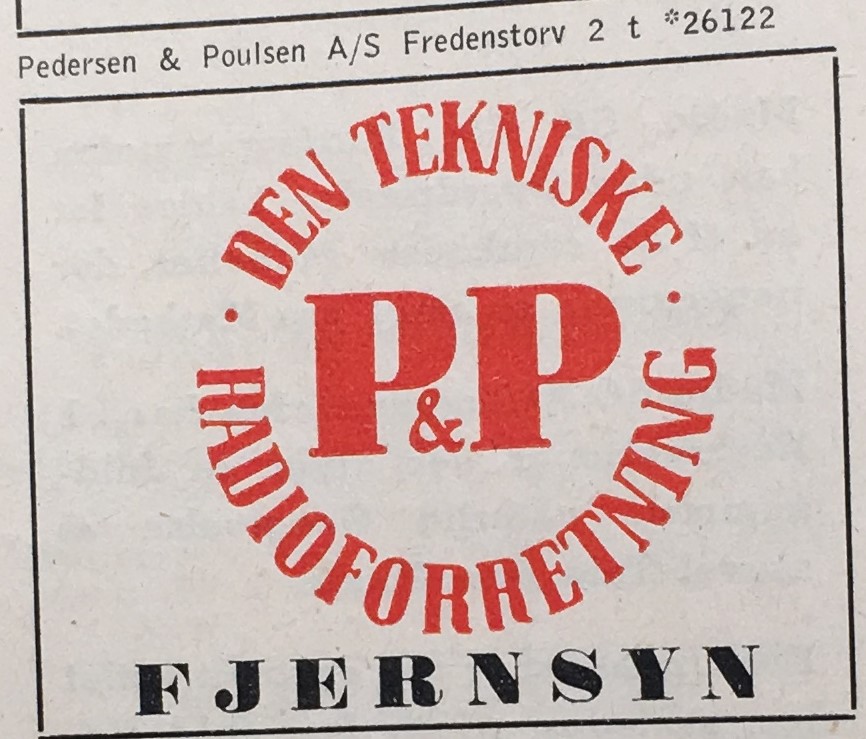 Pedersen & Poulsen A/S Fredenstorv 2 t *26122
· DEN TEKNISKE ·
P&P
RADIOFORRETNING
FJERNSYN